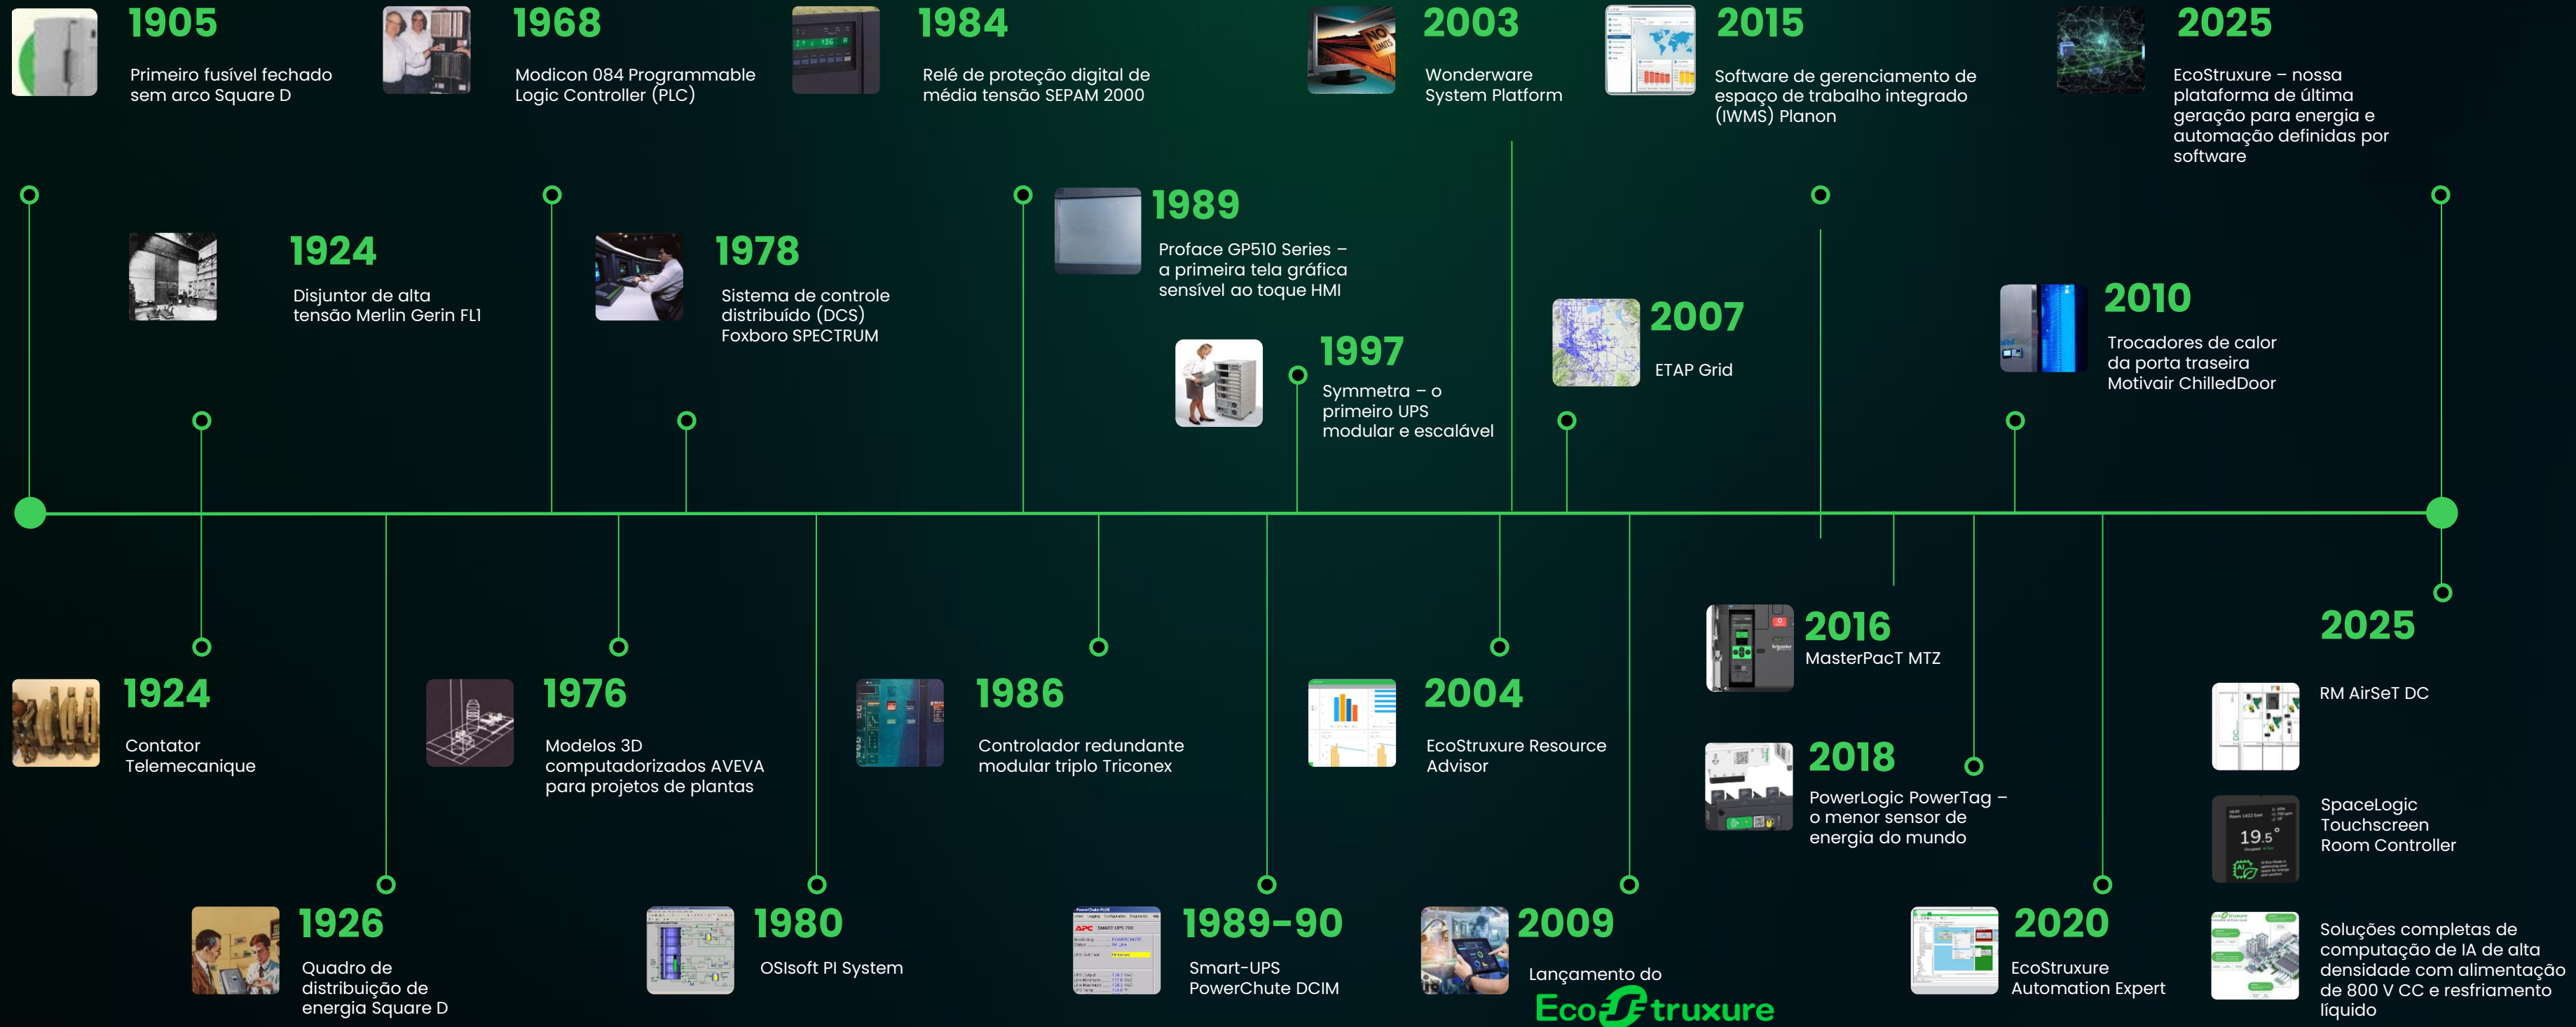 1905
Primeiro fusível fechado
sem arco Square D
1968
Modicon 084 Programmable
Logic Controller (PLC)
1984
Relé de proteção digital de
média tensão SEPAM 2000
2003
Wonderware
System Platform
NO
LIMITS
2015
Software de gerenciamento de
espaço de trabalho integrado
(IWMS) Planon
2025
EcoStruxure – nossa
plataforma de última
geração para energia e
automação definidas por
software
1924
Disjuntor de alta
tensão Merlin Gerin FL1
1978
Sistema de controle
distribuído (DCS)
Foxboro SPECTRUM
1989
Proface GP510 Series –
a primeira tela gráfica
sensível ao toque HMI
1997
Symmetra – o
primeiro UPS
modular e escalável
2007
ETAP Grid
2010
Trocadores de calor
da porta traseira
Motivair ChilledDoor
1924
Contator
Telemecanique
1976
Modelos 3D
computadorizados AVEVA
para projetos de plantas
1986
Controlador redundante
modular triplo Triconex
2004
EcoStruxure Resource
Advisor
2016
MasterPacT MTZ
2018
PowerLogic PowerTag –
o menor sensor de
energia do mundo
2025
RM AirSeT DC
SpaceLogic
Touchscreen
Room Controller
19.5°
AI
1926
Quadro de
distribuição de
energia Square D
1980
OSIsoft PI System
1989-90
Smart-UPS
PowerChute DCIM
APC SMART-UPS 700
2009
Lançamento do
EcoStruxure
2020
EcoStruxure
Automation Expert
Soluções completas de
computação de IA de alta
densidade com alimentação
de 800 V CC e resfriamento
líquido